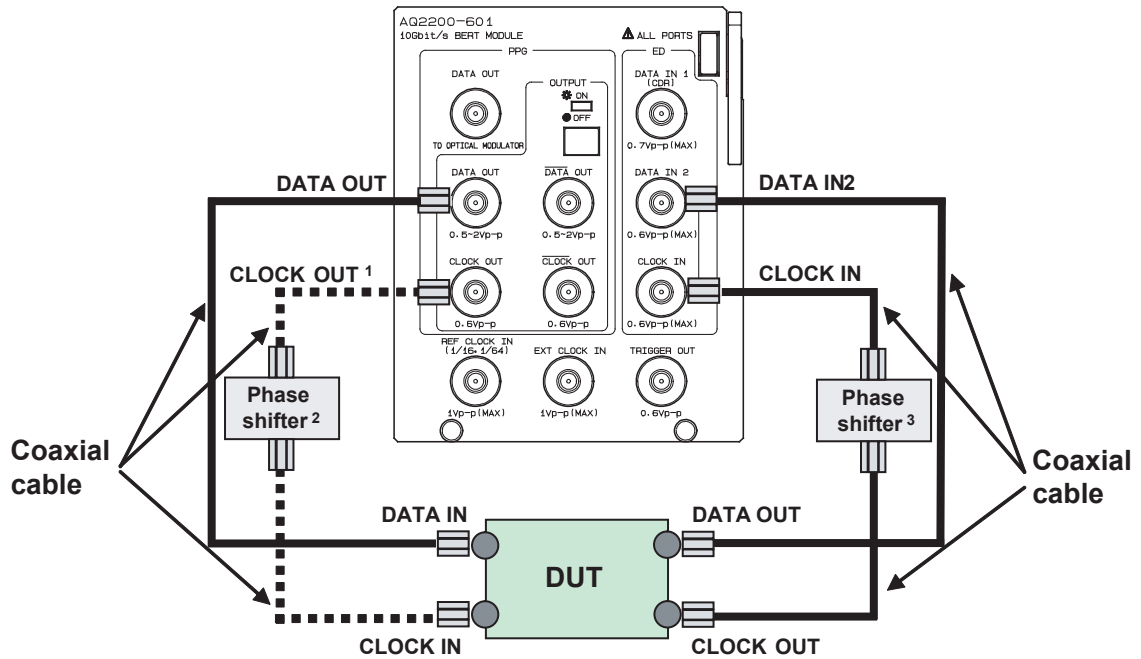 AQ2200-601
10Gbit/s BERT MODULE
⚠ ALL PORTS
PPG
ED
DATA OUT
TO OPTICAL MODULATOR
OUTPUT
ON
OFF
DATA IN 1
(CDR)
0.7Vp-p(MAX)
DATA OUT
DATA OUT
0.5~2Vp-p
DATA OUT
0.5~2Vp-p
DATA IN 2
0.6Vp-p(MAX)
DATA IN2
CLOCK OUT 1
CLOCK OUT
0.6Vp-p
CLOCK OUT
0.6Vp-p
CLOCK IN
0.6Vp-p(MAX)
CLOCK IN
REF CLOCK IN
(1/16, 1/64)
1Vp-p(MAX)
EXT CLOCK IN
1Vp-p(MAX)
TRIGGER OUT
0.6Vp-p
Phase
shifter 2
Phase
shifter 3
Coaxial
cable
Coaxial
cable
DATA IN
DATA OUT
DUT
CLOCK IN
CLOCK OUT